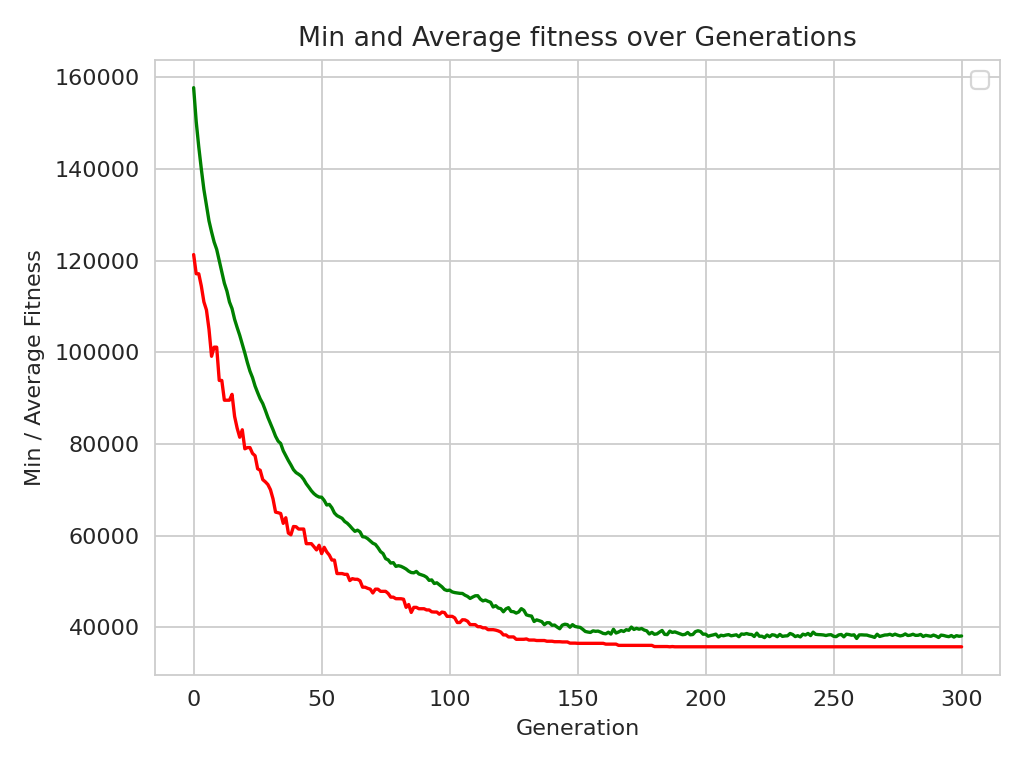 Min and Average fitness over Generations
160000
140000
120000
100000
80000
60000
40000
Min / Average Fitness
0 50 100 150 200 250 300
Generation